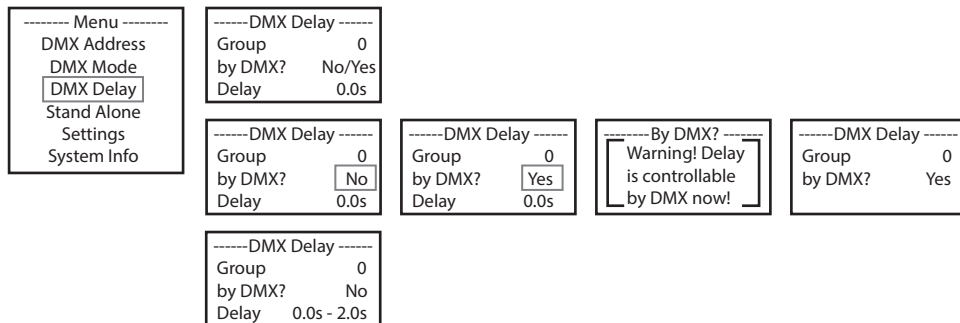 -------- Menu --------
DMX Address
DMX Mode
DMX Delay
Stand Alone
Settings
System Info
------DMX Delay ------
Group 0
by DMX? No/Yes
Delay 0.0s
------DMX Delay ------
Group 0
by DMX? No
Delay 0.0s
------DMX Delay ------
Group 0
by DMX? Yes
Delay 0.0s
--------By DMX? -------
Warning! Delay
is controllable
by DMX now!
------DMX Delay ------
Group 0
by DMX? Yes
------DMX Delay ------
Group 0
by DMX? No
Delay 0.0s - 2.0s